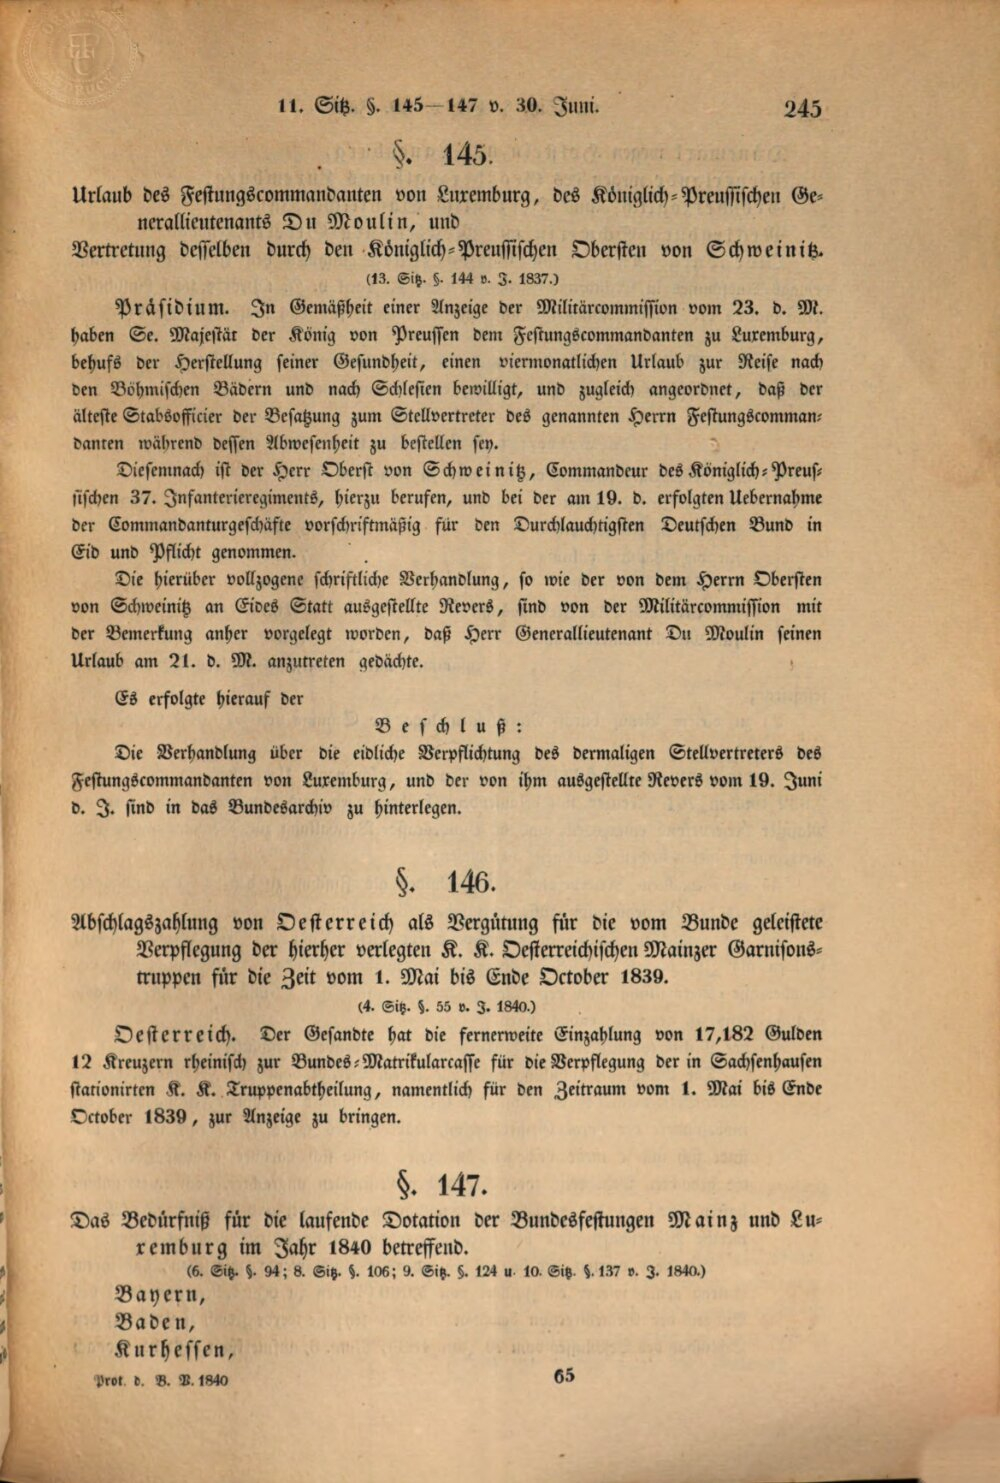 11. Sitz. §. 145—147 v. 30. Juni.
245
§. 145.
Urlaub des Festungscommandanten von Luxemburg, des Königlich-Preussischen Ge-
nerallieutenants Du Moulin, und
Vertretung desselben durch den Königlich-Preussischen Obersten von Schweinitz.
(13. Sitz. §. 144 v. J. 1837.)
Präsidium. In Gemäßheit einer Anzeige der Militärcommission vom 23. d. M.
haben Se. Majestät der König von Preussen dem Festungscommandanten zu Luxemburg,
behufs der Herstellung seiner Gesundheit, einen viermonatlichen Urlaub zur Reise nach
den Böhmischen Bädern und nach Schlesien bewilligt, und zugleich angeordnet, daß der
älteste Stabsofficier der Besatzung zum Stellvertreter des genannten Herrn Festungscomman-
danten während dessen Abwesenheit zu bestellen sey.
Diesemnach ist der Herr Oberst von Schweinitz, Commandeur des Königlich-Preus-
sischen 37. Infanterieregiments, hierzu berufen, und bei der am 19. d. erfolgten Uebernahme
der Commandanturgeschäfte vorschriftmäßig für den Durchlauchtigsten Deutschen Bund in
Eid und Pflicht genommen.
Die hierüber vollzogene schriftliche Verhandlung, so wie der von dem Herrn Obersten
von Schweinitz an Eides Statt ausgestellte Revers, sind von der Militärcommission mit
der Bemerkung anher vorgelegt worden, daß Herr Generallieutenant Du Moulin seinen
Urlaub am 21. d. M. anzutreten gedächte.
Es erfolgte hierauf der
Beschluß:
Die Verhandlung über die eidliche Verpflichtung des dermaligen Stellvertreters des
Festungscommandanten von Luxemburg, und der von ihm ausgestellte Revers vom 19. Juni
d. J. sind in das Bundesarchiv zu hinterlegen.
§. 146.
Abschlagszahlung von Oesterreich als Vergütung für die vom Bunde geleistete
Verpflegung der hierher verlegten K. K. Oesterreichischen Mainzer Garnisons-
truppen für die Zeit vom 1. Mai bis Ende October 1839.
(4. Sitz. §. 55 v. J. 1840.)
Oesterreich. Der Gesandte hat die fernerweite Einzahlung von 17,182 Gulden
12 Kreuzern rheinisch zur Bundes-Matrikularcasse für die Verpflegung der in Sachsenhausen
stationirten K. K. Truppenabtheilung, namentlich für den Zeitraum vom 1. Mai bis Ende
October 1839, zur Anzeige zu bringen.
§. 147.
Das Bedürfniß für die laufende Dotation der Bundesfestungen Mainz und Lu-
xemburg im Jahr 1840 betreffend.
(6. Sitz. §. 94; 8. Sitz. §. 106; 9. Sitz. §. 124 u. 10. Sitz. §. 137 v. J. 1840.)
Bayern,
Baden,
Kurhessen,
Prot. d. B. V. 1840
65